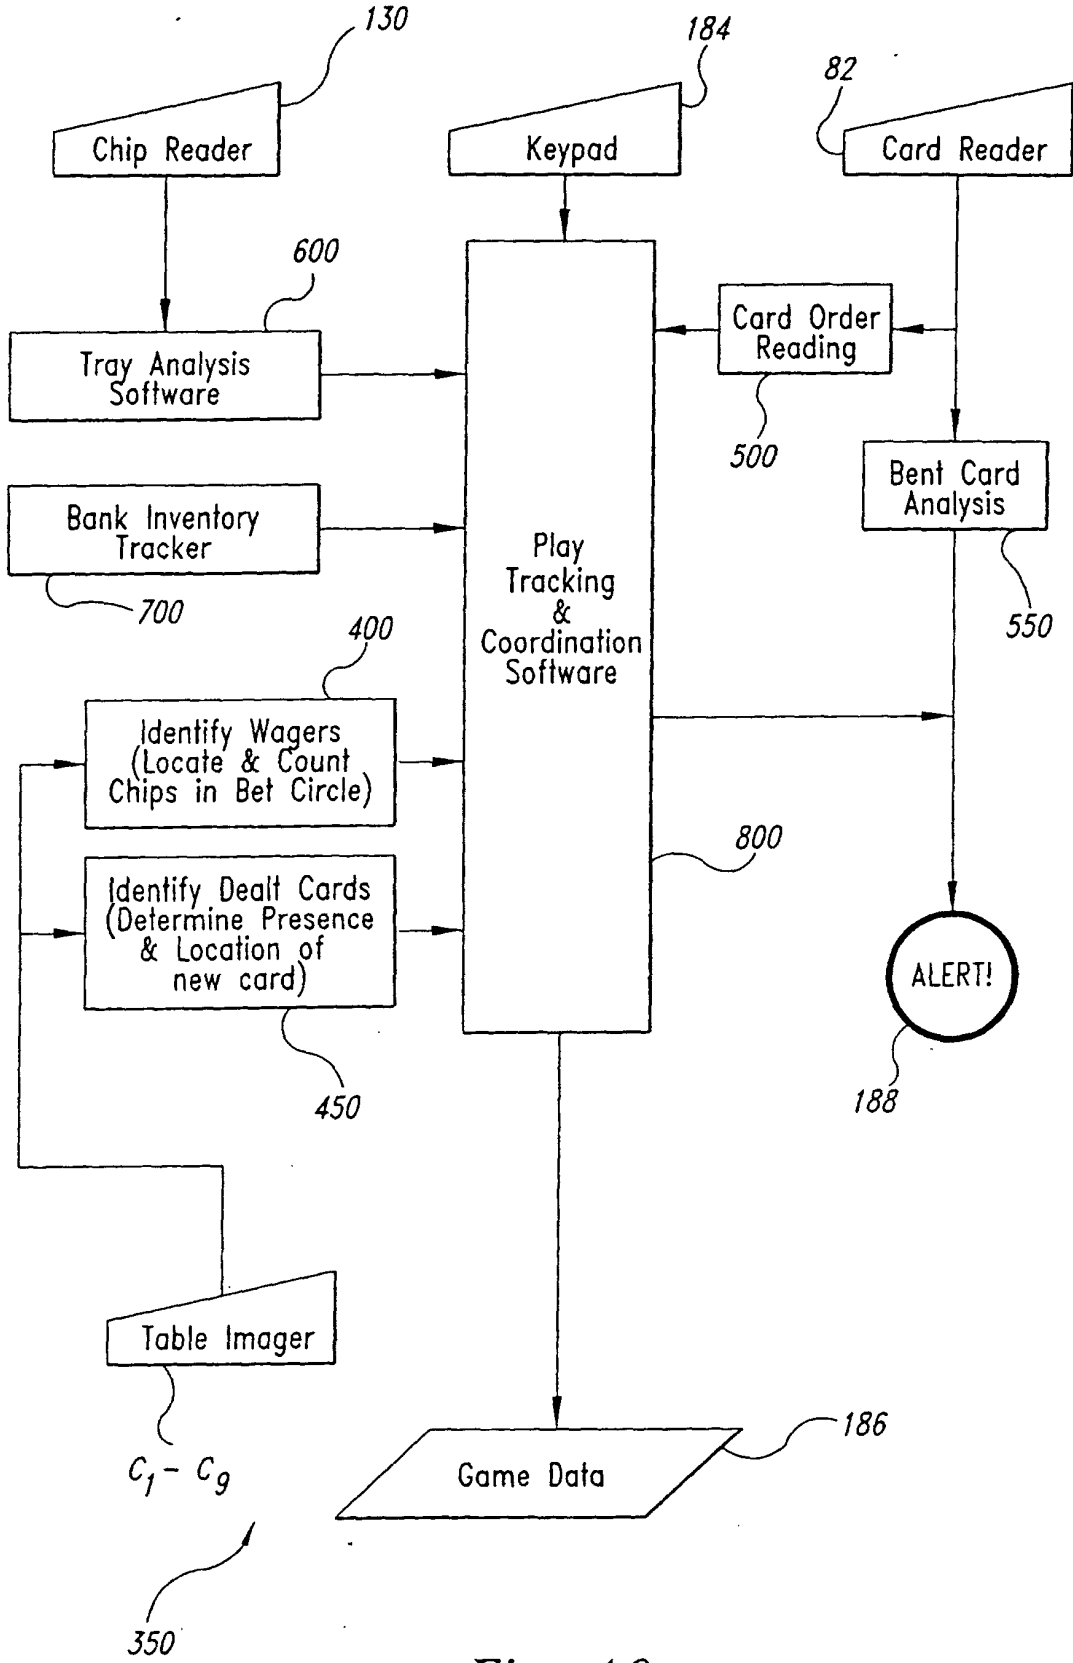 130
184
82
Chip Reader
Keypad
Card Reader
600
Card Order
Reading
Tray Analysis
Software
500
Bent Card
Analysis
Bank Inventory
Tracker
Play
Tracking
&
Coordination
Software
700
550
400
Identify Wagers
(Locate & Count
Chips in Bet Circle)
800
Identify Dealt Cards
(Determine Presence
& Location of
new card)
ALERT!
450
188
Table Imager
186
C1 - C9
Game Data
350